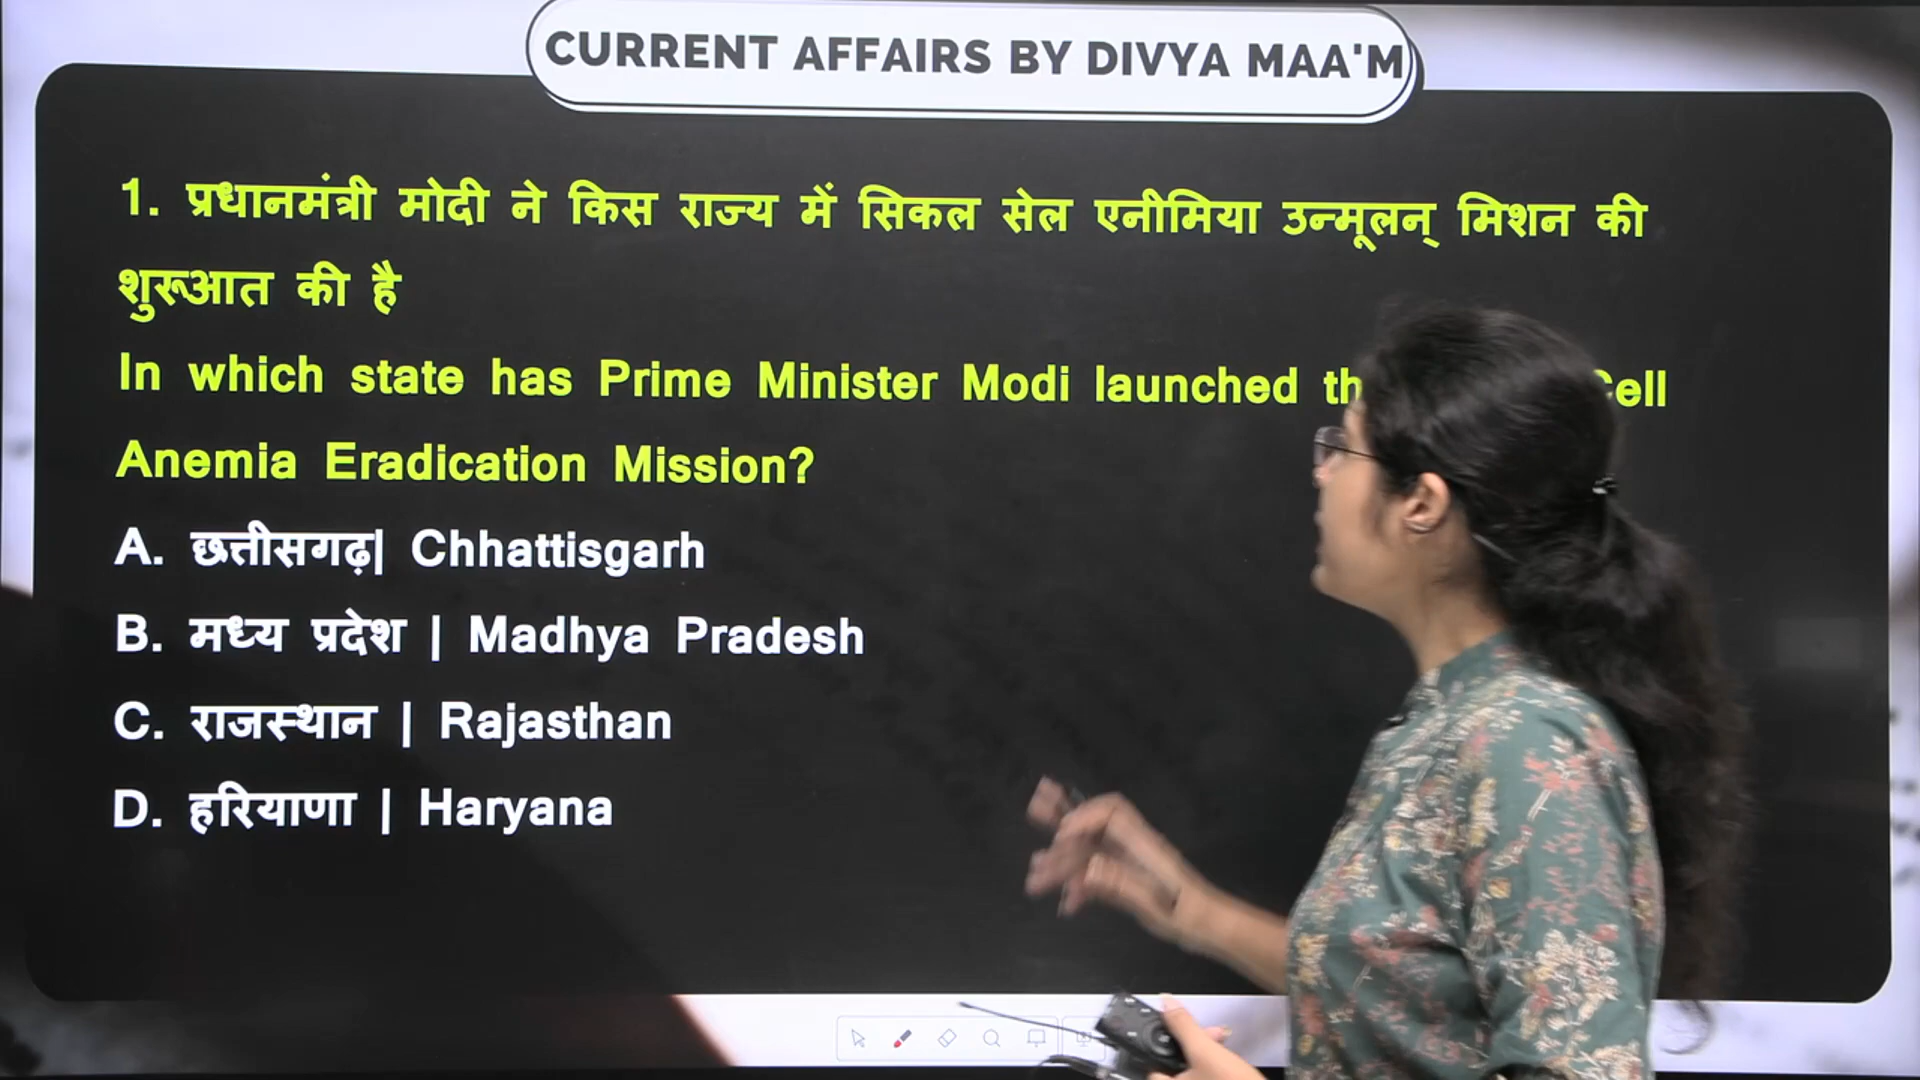 CURRENT AFFAIRS BY DIVYA MAA'M
1. प्रधानमंत्री मोदी ने किस राज्य में सिकल सेल एनीमिया उन्मूलन् मिशन की
शुरूआत की है
In which state has Prime Minister Modi launched
Anemia Eradication Mission?
A. छत्तीसगढ़| Chhattisgarh
B. मध्य प्रदेश | Madhya Pradesh
C. राजस्थान | Rajasthan
D. हरियाणा | Haryana